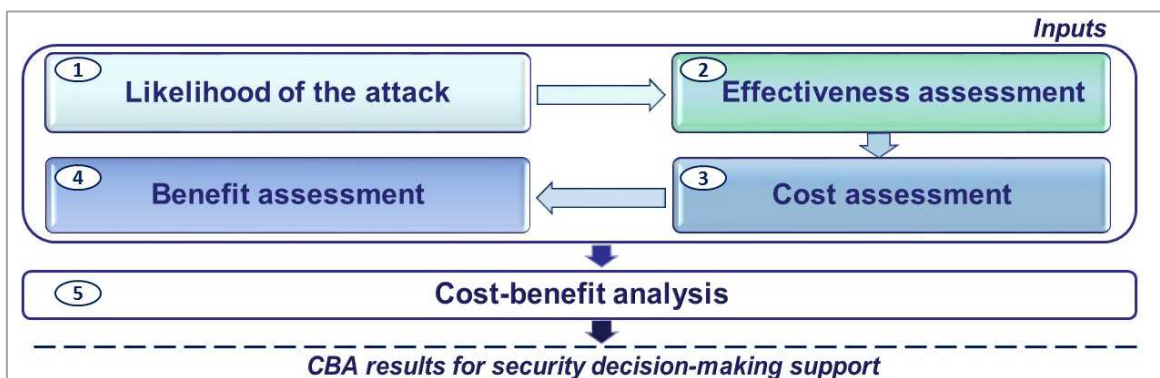 Inputs
1 Likelihood of the attack
2 Effectiveness assessment
4 Benefit assessment
3 Cost assessment
5 Cost-benefit analysis
CBA results for security decision-making support